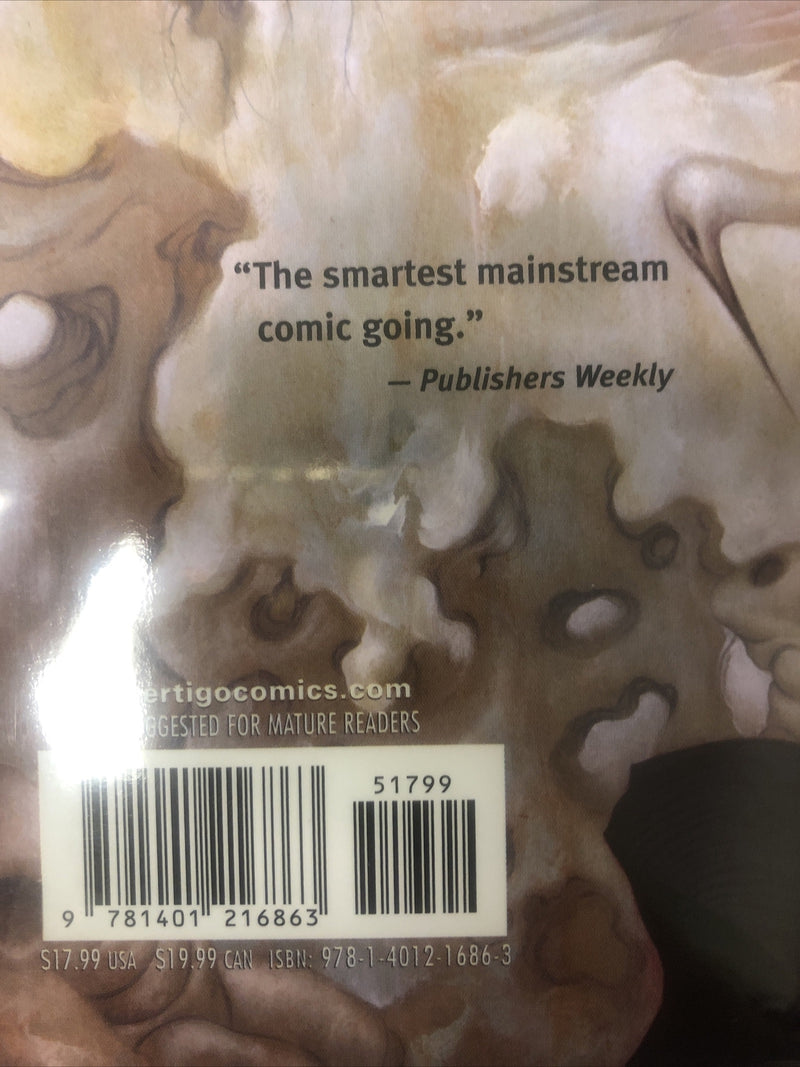 “The smartest mainstream
comic going.”
— Publishers Weekly
ertigocomics.com
GGESTED FOR MATURE READERS
51799
9 781401 216863
$17.99 USA $19.99 CAN ISBN: 978-1-4012-1686-3